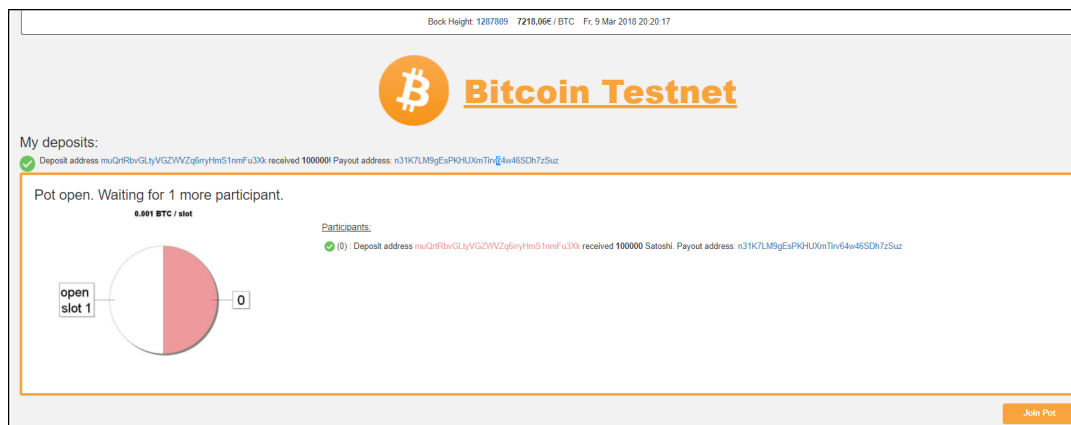 Bock Height: 1287809 7218,06€ / BTC Fr, 9 Mär 2018 20:20:17
Bitcoin Testnet
My deposits:
Deposit address muQrtRbvGLtyVGZWVZq6rryHmS1nmFu3Xk received 100000! Payout address: n31K7LM9gEsPKHUXmTirv64w46SDh7zSuz
Pot open. Waiting for 1 more participant.
0.001 BTC / slot
Participants:
(0) : Deposit address muQrtRbvGLtyVGZWVZq6rryHmS1nmFu3Xk received 100000 Satoshi. Payout address: n31K7LM9gEsPKHUXmTirv64w46SDh7zSuz
open
slot 1
0
Join Pot